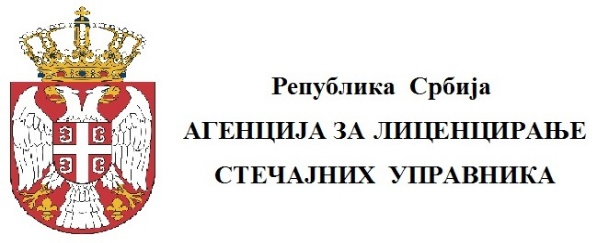 Република Србија
АГЕНЦИЈА ЗА ЛИЦЕНЦИРАЊЕ
СТЕЧАЈНИХ УПРАВНИКА